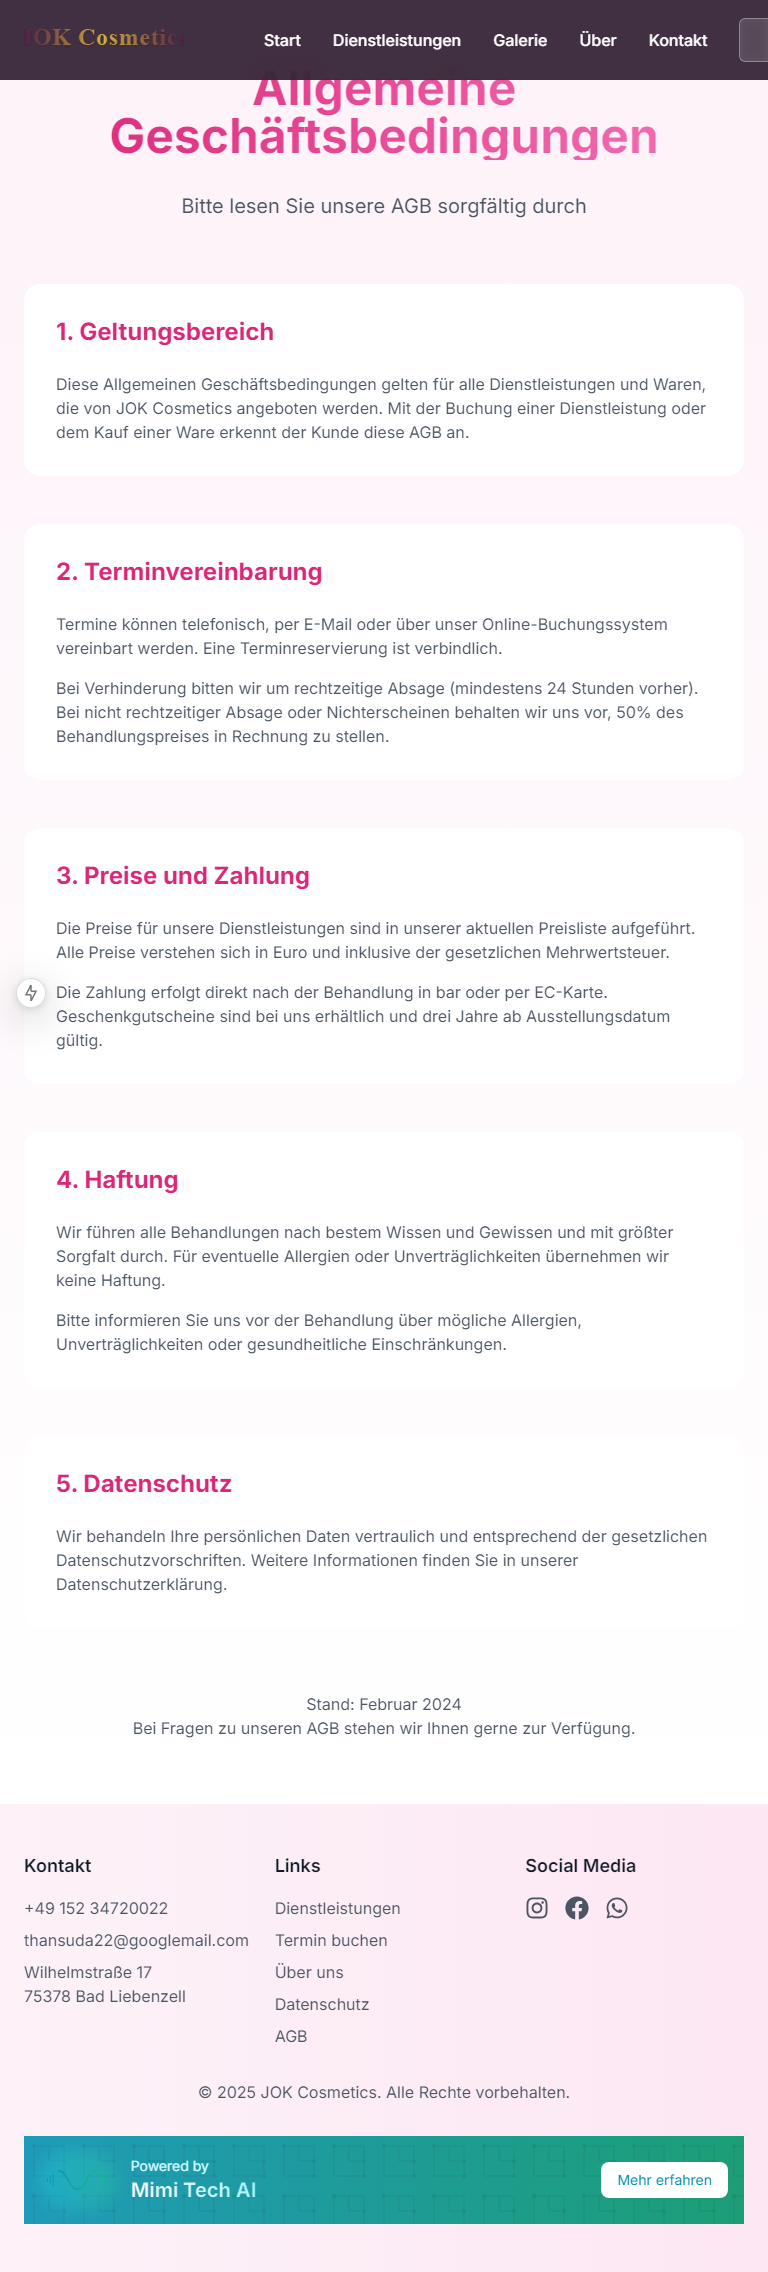 JOK Cosmetics
Start
Dienstleistungen
Galerie
Über
Kontakt
Allgemeine
Geschäftsbedingungen
Bitte lesen Sie unsere AGB sorgfältig durch
1. Geltungsbereich
Diese Allgemeinen Geschäftsbedingungen gelten für alle Dienstleistungen und Waren,
die von JOK Cosmetics angeboten werden. Mit der Buchung einer Dienstleistung oder
dem Kauf einer Ware erkennt der Kunde diese AGB an.
2. Terminvereinbarung
Termine können telefonisch, per E-Mail oder über unser Online-Buchungssystem
vereinbart werden. Eine Terminreservierung ist verbindlich.
Bei Verhinderung bitten wir um rechtzeitige Absage (mindestens 24 Stunden vorher).
Bei nicht rechtzeitiger Absage oder Nichterscheinen behalten wir uns vor, 50% des
Behandlungspreises in Rechnung zu stellen.
3. Preise und Zahlung
Die Preise für unsere Dienstleistungen sind in unserer aktuellen Preisliste aufgeführt.
Alle Preise verstehen sich in Euro und inklusive der gesetzlichen Mehrwertsteuer.
Die Zahlung erfolgt direkt nach der Behandlung in bar oder per EC-Karte.
Geschenkgutscheine sind bei uns erhältlich und drei Jahre ab Ausstellungsdatum
gültig.
4. Haftung
Wir führen alle Behandlungen nach bestem Wissen und Gewissen und mit größter
Sorgfalt durch. Für eventuelle Allergien oder Unverträglichkeiten übernehmen wir
keine Haftung.
Bitte informieren Sie uns vor der Behandlung über mögliche Allergien,
Unverträglichkeiten oder gesundheitliche Einschränkungen.
5. Datenschutz
Wir behandeln Ihre persönlichen Daten vertraulich und entsprechend der gesetzlichen
Datenschutzvorschriften. Weitere Informationen finden Sie in unserer
Datenschutzerklärung.
Stand: Februar 2024
Bei Fragen zu unseren AGB stehen wir Ihnen gerne zur Verfügung.
Kontakt
+49 152 34720022
thansuda22@googlemail.com
Wilhelmstraße 17
75378 Bad Liebenzell
Links
Dienstleistungen
Termin buchen
Über uns
Datenschutz
AGB
Social Media
© 2025 JOK Cosmetics. Alle Rechte vorbehalten.
Powered by
Mimi Tech AI
Mehr erfahren